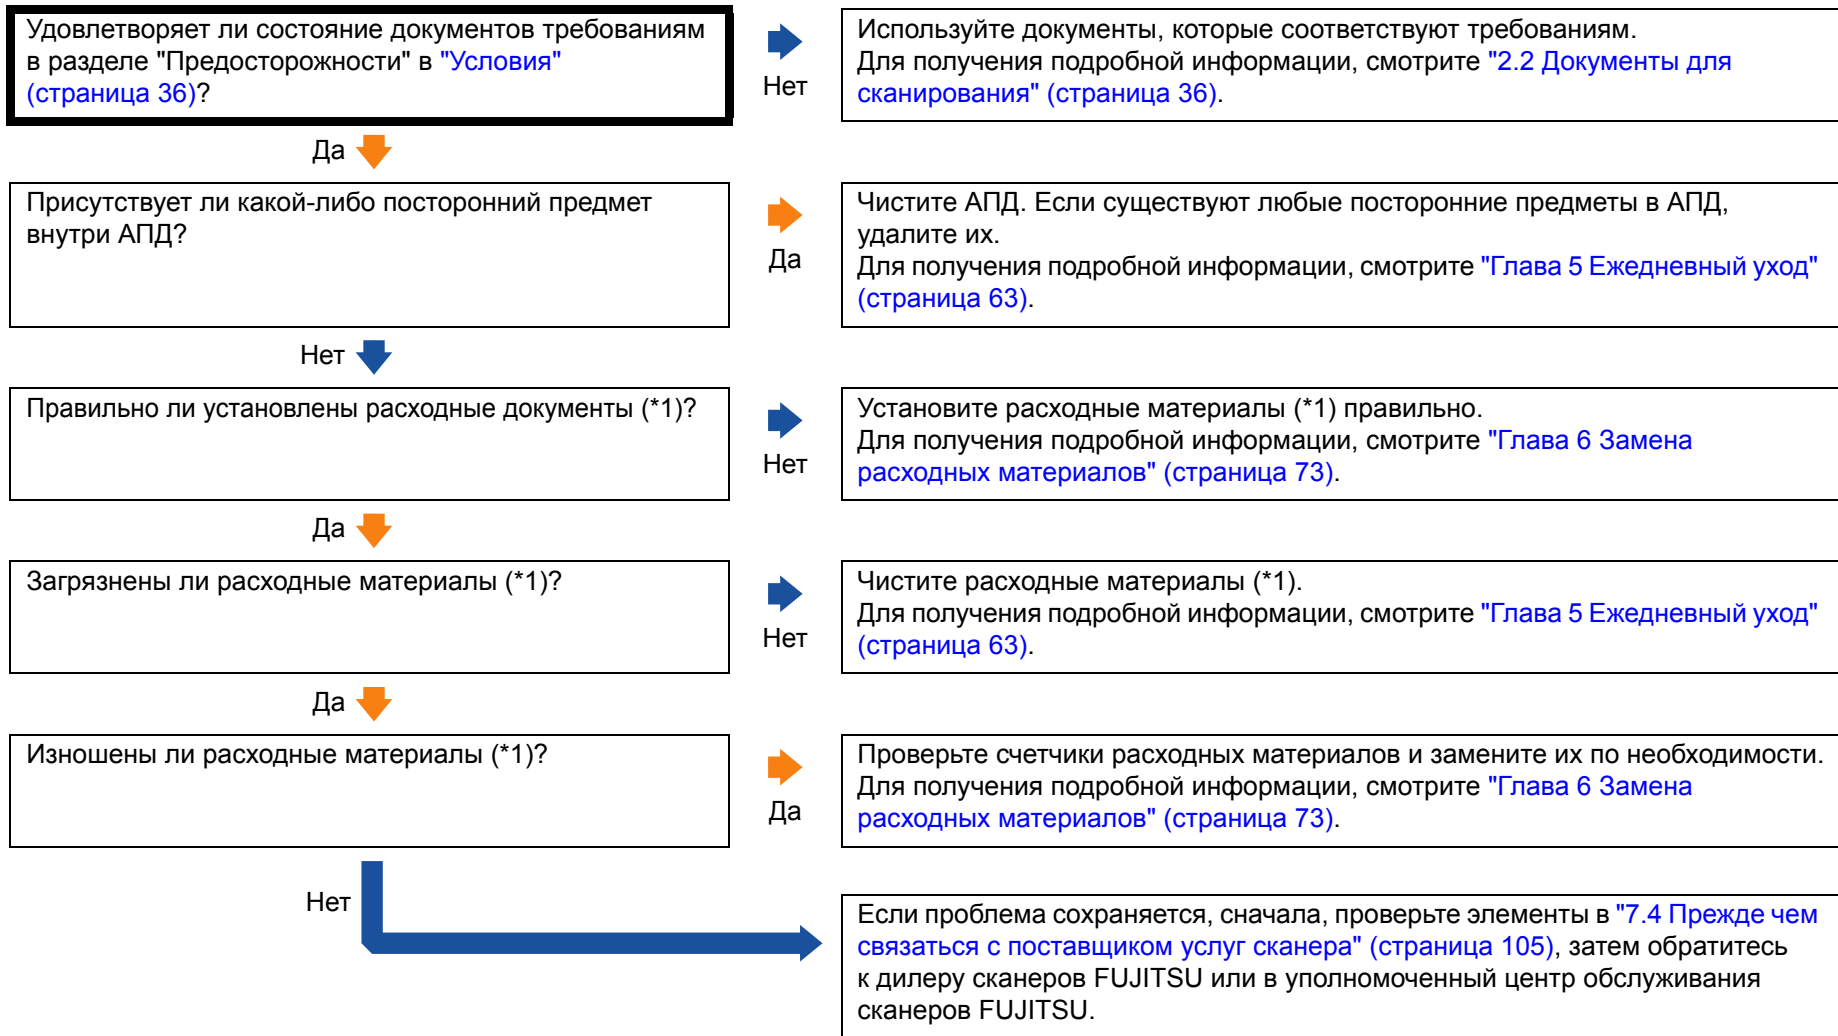 Удовлетворяет ли состояние документов требованиям
в разделе "Предосторожности" в "Условия"
(страница 36)?
Нет
Используйте документы, которые соответствуют требованиям.
Для получения подробной информации, смотрите "2.2 Документы для
сканирования" (страница 36).
Да
Присутствует ли какой-либо посторонний предмет
внутри АПД?
Да
Чистите АПД. Если существуют любые посторонние предметы в АПД,
удалите их.
Для получения подробной информации, смотрите "Глава 5 Ежедневный уход"
(страница 63).
Нет
Правильно ли установлены расходные документы (*1)?
Нет
Установите расходные материалы (*1) правильно.
Для получения подробной информации, смотрите "Глава 6 Замена
расходных материалов" (страница 73).
Да
Загрязнены ли расходные материалы (*1)?
Нет
Чистите расходные материалы (*1).
Для получения подробной информации, смотрите "Глава 5 Ежедневный уход"
(страница 63).
Да
Изношены ли расходные материалы (*1)?
Да
Проверьте счетчики расходных материалов и замените их по необходимости.
Для получения подробной информации, смотрите "Глава 6 Замена
расходных материалов" (страница 73).
Нет
Если проблема сохраняется, сначала, проверьте элементы в "7.4 Прежде чем
связаться с поставщиком услуг сканера" (страница 105), затем обратитесь
к дилеру сканеров FUJITSU или в уполномоченный центр обслуживания
сканеров FUJITSU.